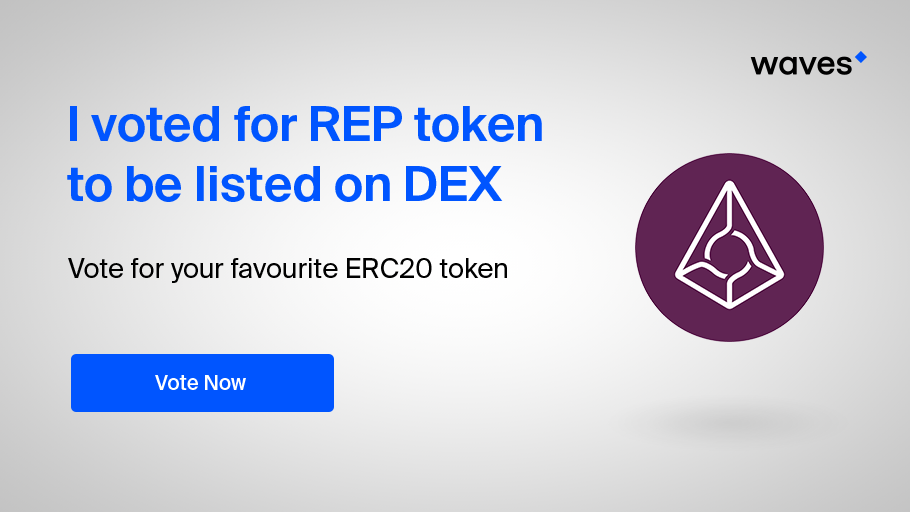 waves
I voted for REP token
to be listed on DEX
Vote for your favourite ERC20 token
Vote Now